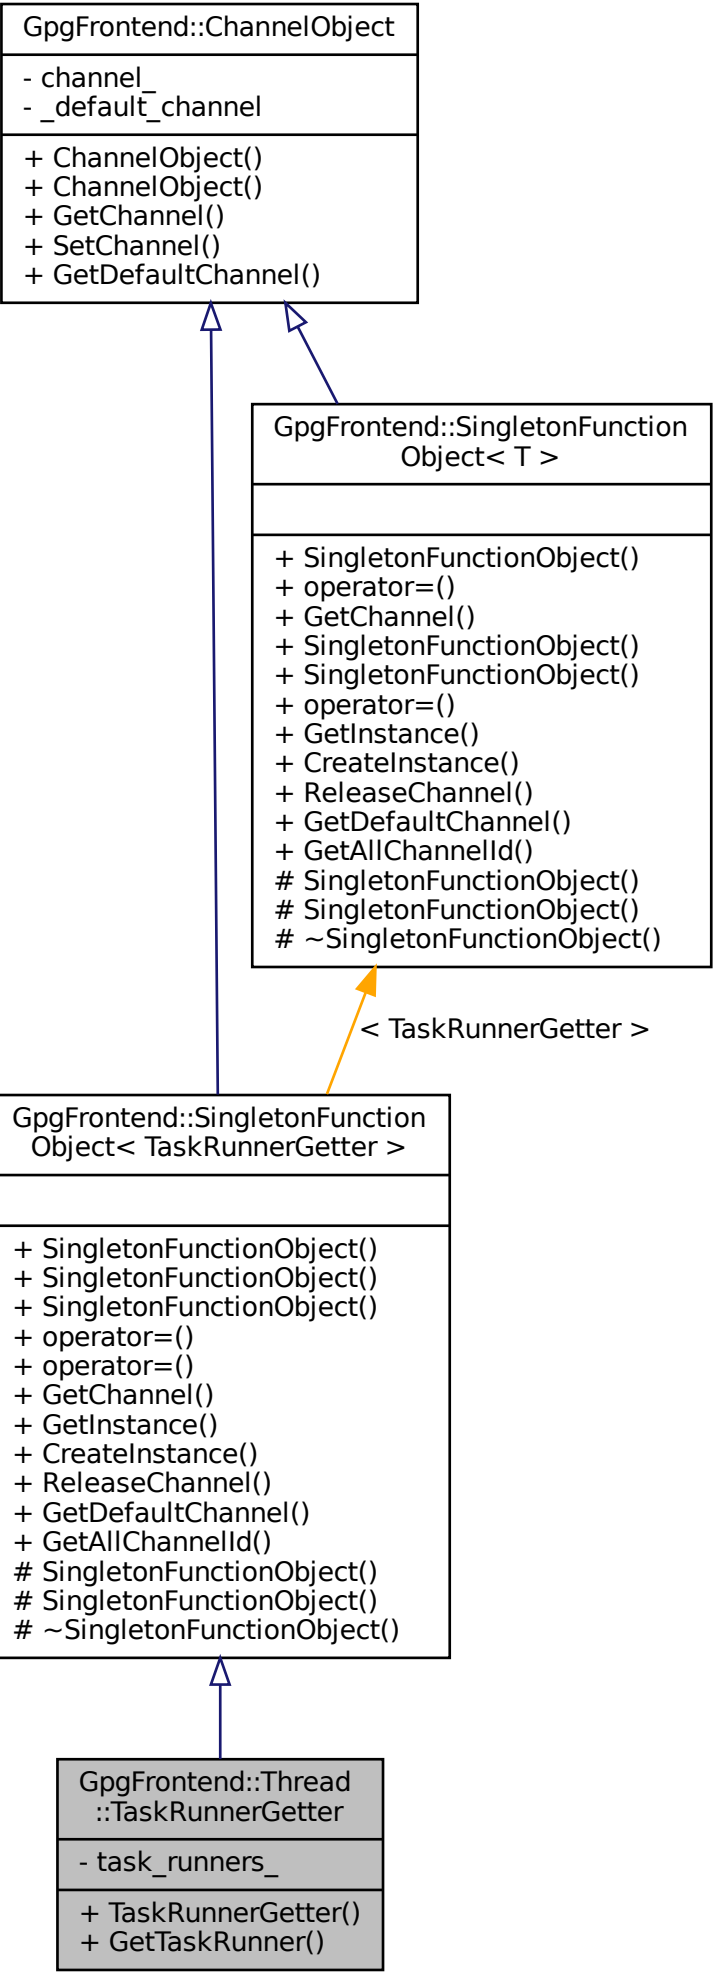 GpgFrontend::ChannelObject
- channel_
- _default_channel
+ ChannelObject()
+ ChannelObject()
+ GetChannel()
+ SetChannel()
+ GetDefaultChannel()
GpgFrontend::SingletonFunction
Object< T >
+ SingletonFunctionObject()
+ operator=()
+ GetChannel()
+ SingletonFunctionObject()
+ SingletonFunctionObject()
+ operator=()
+ GetInstance()
+ CreateInstance()
+ ReleaseChannel()
+ GetDefaultChannel()
+ GetAllChannelId()
# SingletonFunctionObject()
# SingletonFunctionObject()
# ~SingletonFunctionObject()
< TaskRunnerGetter >
GpgFrontend::SingletonFunction
Object< TaskRunnerGetter >
+ SingletonFunctionObject()
+ SingletonFunctionObject()
+ SingletonFunctionObject()
+ operator=()
+ operator=()
+ GetChannel()
+ GetInstance()
+ CreateInstance()
+ ReleaseChannel()
+ GetDefaultChannel()
+ GetAllChannelId()
# SingletonFunctionObject()
# SingletonFunctionObject()
# ~SingletonFunctionObject()
GpgFrontend::Thread
::TaskRunnerGetter
- task_runners_
+ TaskRunnerGetter()
+ GetTaskRunner()